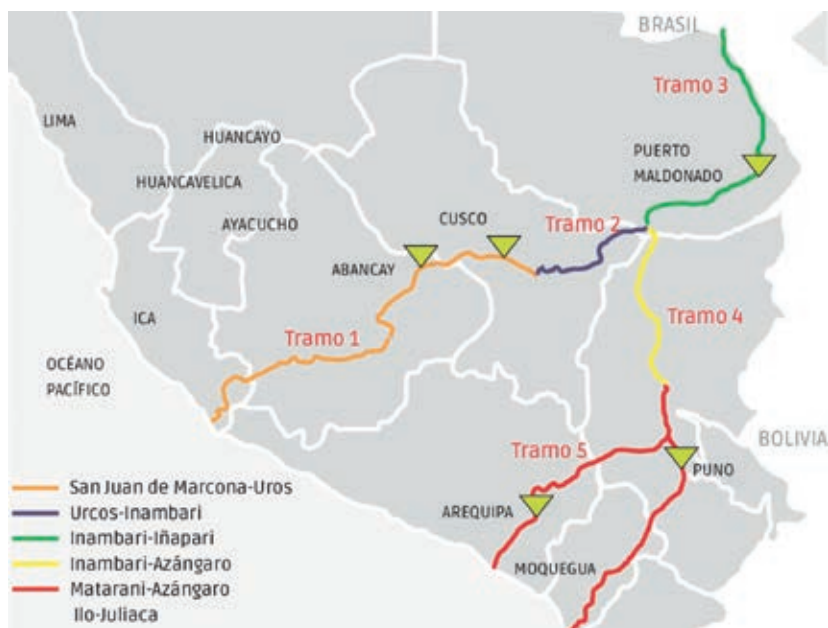 BRASIL
Tramo 3
LIMA
HUANCAYO
PUERTO
MALDONADO
HUANCAVELICA
AYACUCHO
CUSCO
Tramo 2
ABANCAY
ICA
Tramo 1
Tramo 4
OCÉANO
PACÍFICO
BOLIVIA
Tramo 5
PUNO
AREQUIPA
MOQUEGUA
San Juan de Marcona-Uros
Urcos-Inambari
Inambari-Iñapari
Inambari-Azángaro
Matarani-Azángaro
Ilo-Juliaca